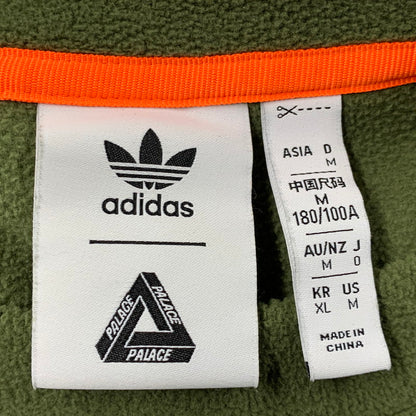 adidas
PALACE
PALACE
PALACE
ASIA D
M
中国尺码
M
180/100A
AU/NZ J
M O
KR US
XL M
MADE IN
CHINA